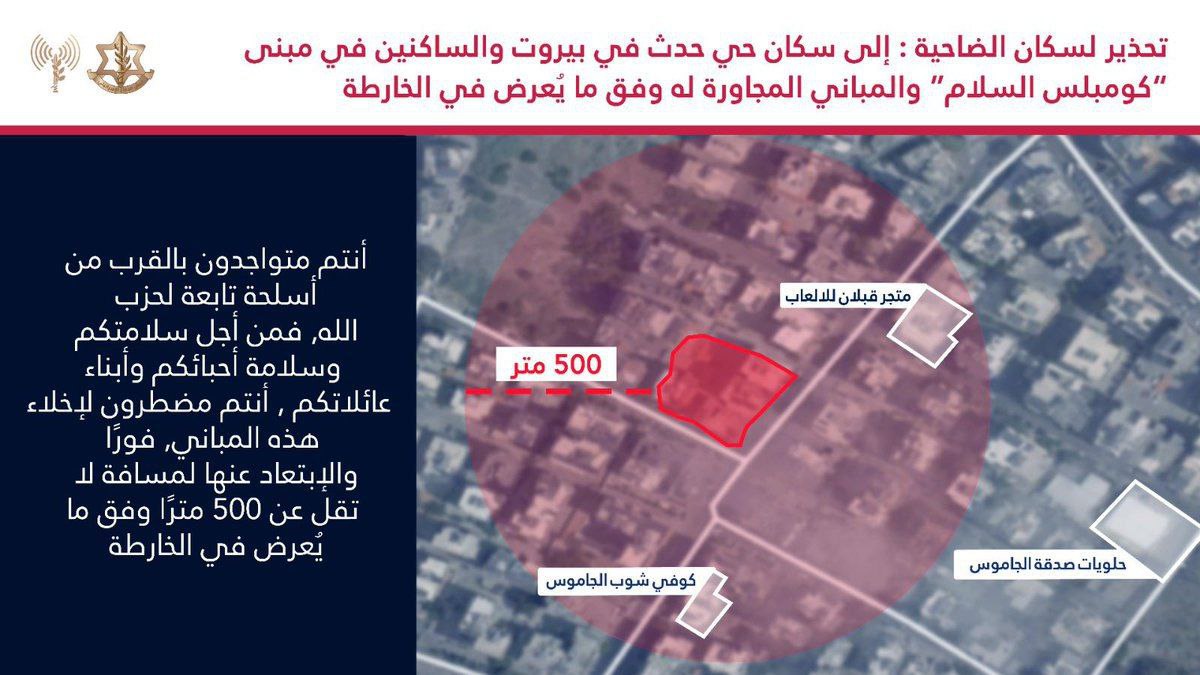 تحذير لسكان الضاحية : إلى سكان حي حدث في بيروت والساكنين في مبنى
“كومبلس السلام” والمباني المجاورة له وفق ما يُعرض في الخارطة
أنتم متواجدون بالقرب من
أسلحة تابعة لحزب
الله, فمن أجل سلامتكم
وسلامة أحبائكم وأبناء
عائلاتكم , أنتم مضطرون لإخلاء
هذه المباني, فورًا
والإبتعاد عنها لمسافة لا
تقل عن 500 مترًا وفق ما
يُعرض في الخارطة
متجر قبلان للالعاب
500 متر
حلويات صدقة الجاموس
كوفي شوب الجاموس